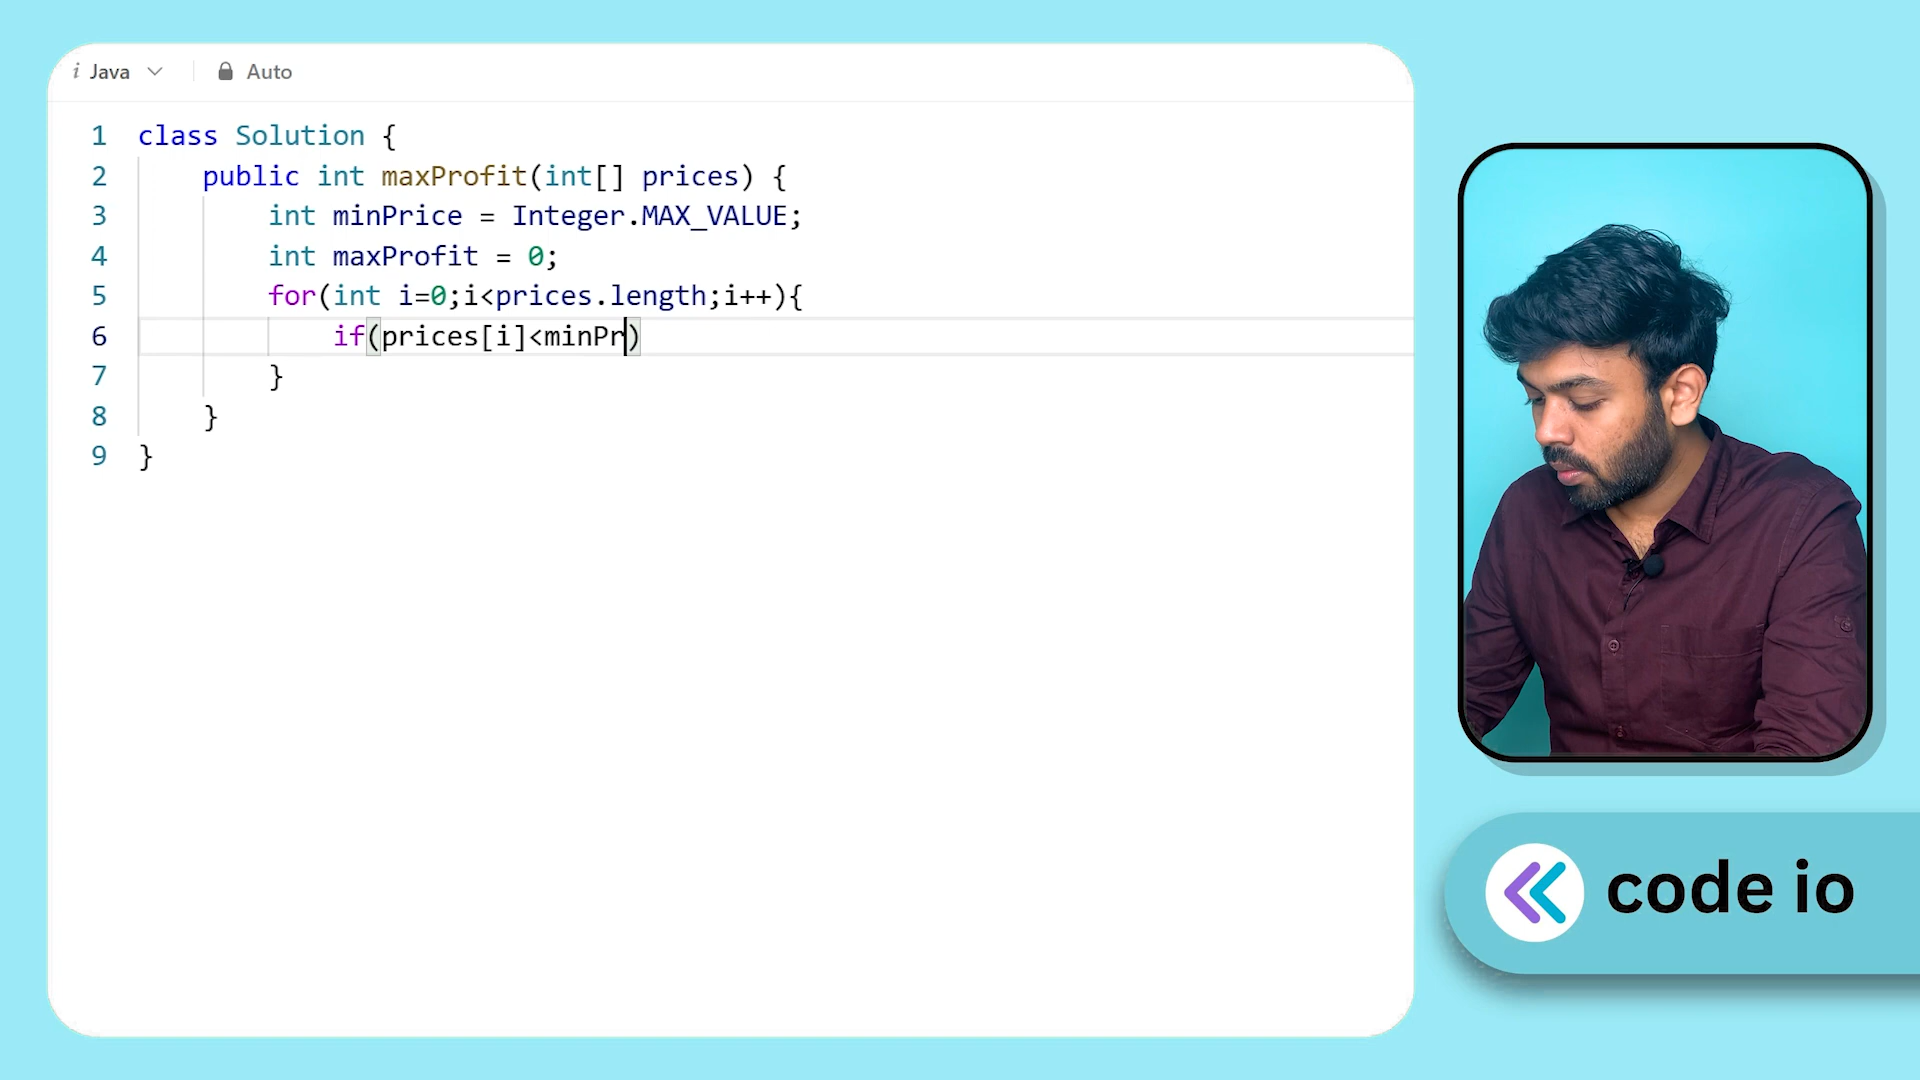 i Java Auto
1 class Solution {
2 public int maxProfit(int[] prices) {
3 int minPrice = Integer.MAX_VALUE;
4 int maxProfit = 0;
5 for(int i=0;i<prices.length;i++){
6 if(prices[i]<minPr)
7 }
8 }
9 }
code io